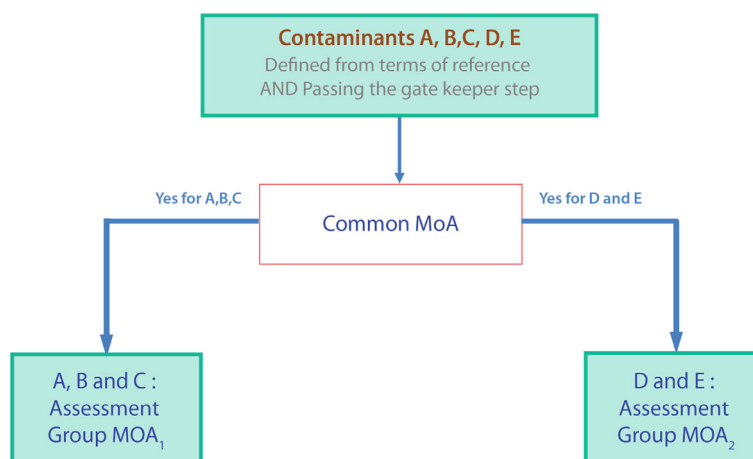 Contaminants A, B,C, D, E
Defined from terms of reference
AND Passing the gate keeper step
Yes for A,B,C
Yes for D and E
Common MoA
A, B and C :
Assessment
Group MOA₁
D and E :
Assessment
Group MOA₂